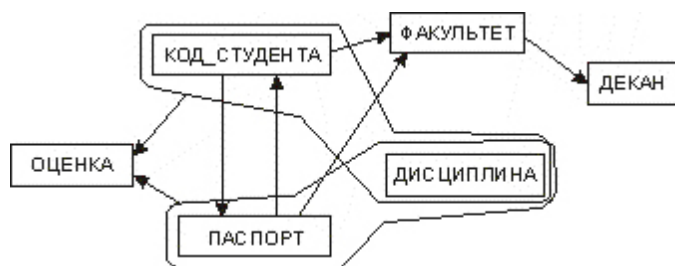 ФАКУЛЬТЕТ
КОД_СТУДЕНТА
ДЕКАН
ОЦЕНКА
ДИСЦИПЛИНА
ПАСПОРТ